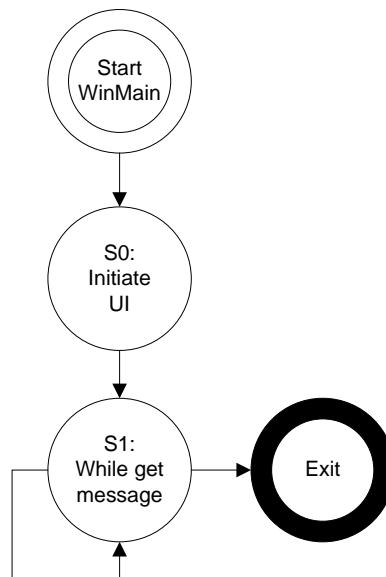 Start
WinMain
S0:
Initiate
UI
S1:
While get
message
Exit